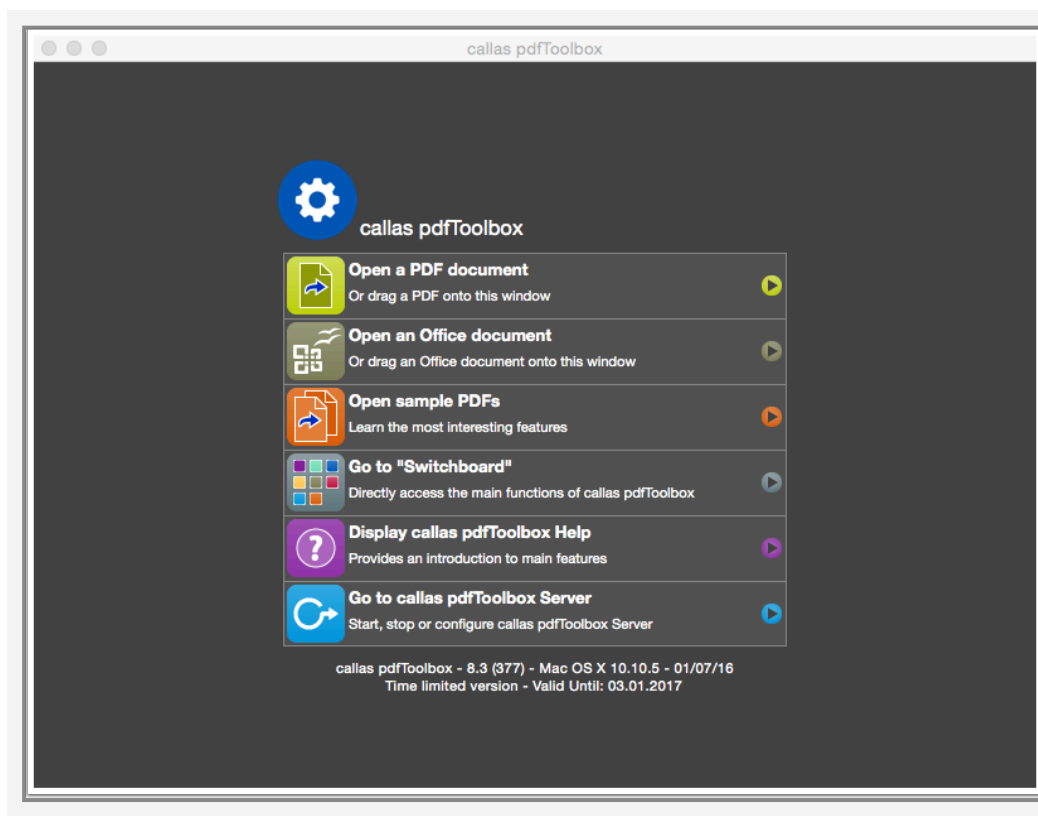 callas pdfToolbox
callas pdfToolbox
Open a PDF document
Or drag a PDF onto this window
Open an Office document
Or drag an Office document onto this window
Open sample PDFs
Learn the most interesting features
Go to "Switchboard"
Directly access the main functions of callas pdfToolbox
Display callas pdfToolbox Help
Provides an introduction to main features
Go to callas pdfToolbox Server
Start, stop or configure callas pdfToolbox Server
callas pdfToolbox - 8.3 (377) - Mac OS X 10.10.5 - 01/07/16
Time limited version - Valid Until: 03.01.2017